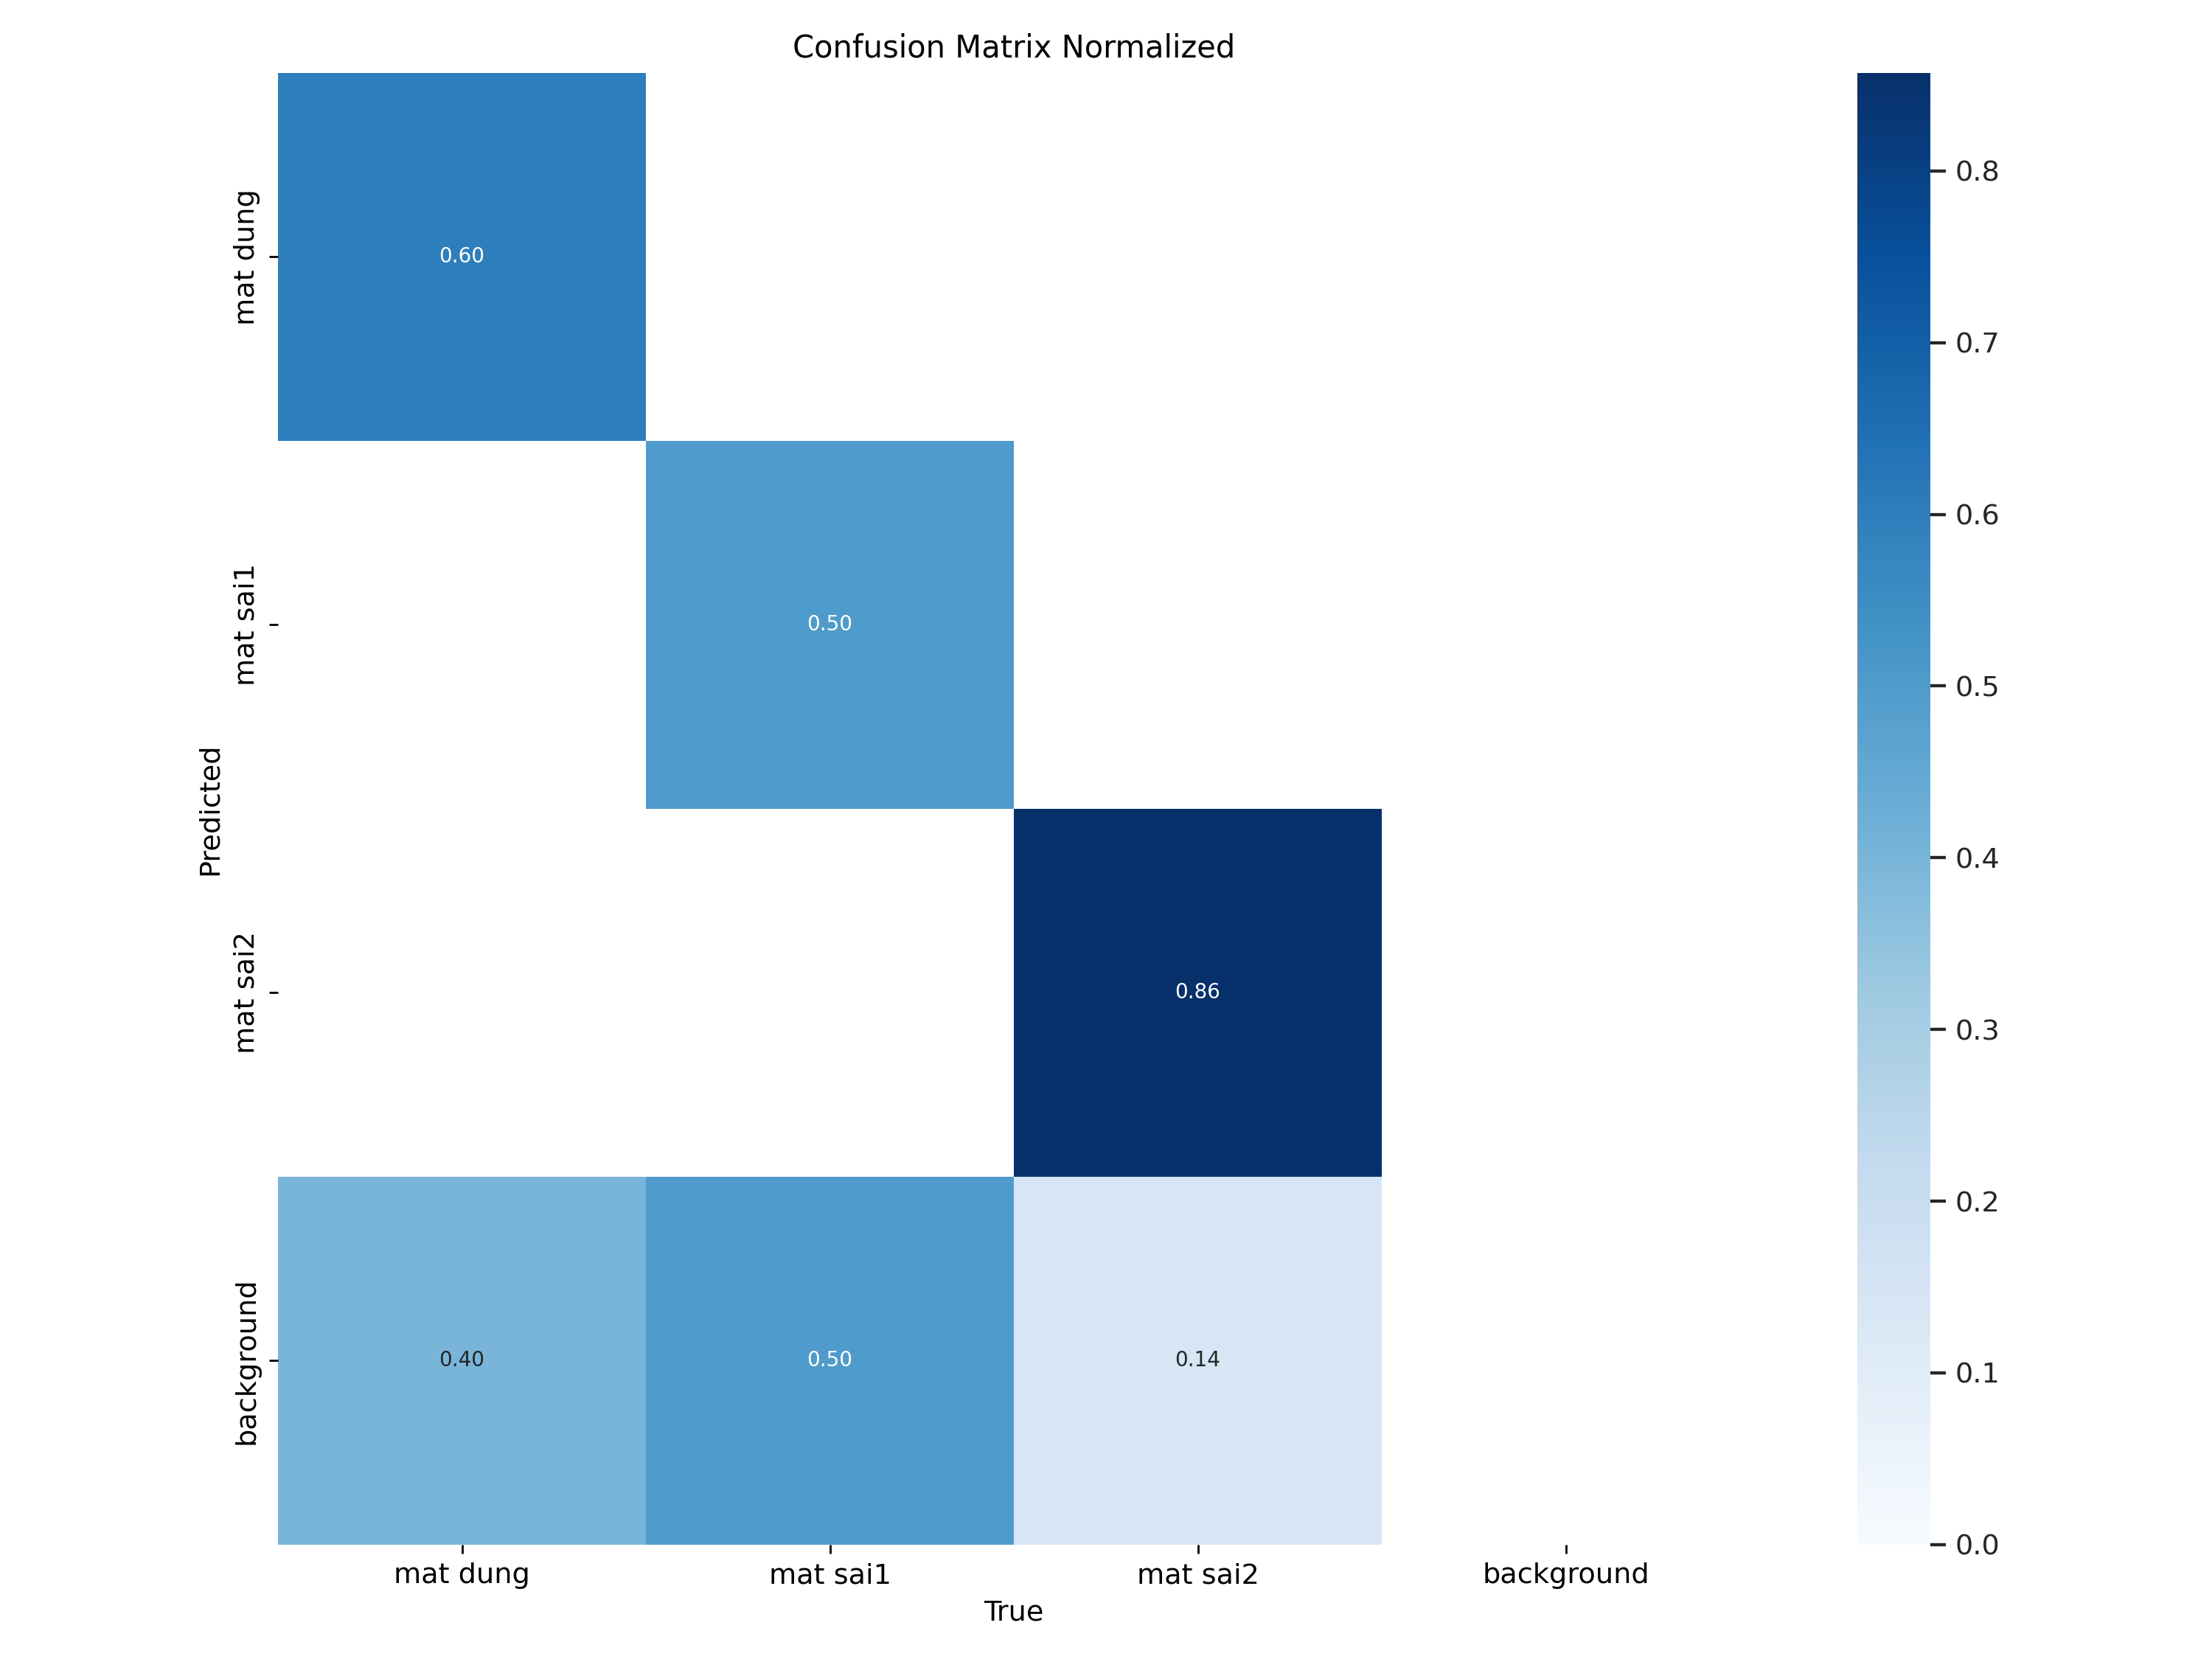 Confusion Matrix Normalized
mat dung
0.60
mat sai1
0.50
mat sai2
0.86
background
0.40
0.50
0.14
Predicted
mat dung
mat sai1
mat sai2
background
True
0.8
0.7
0.6
0.5
0.4
0.3
0.2
0.1
0.0